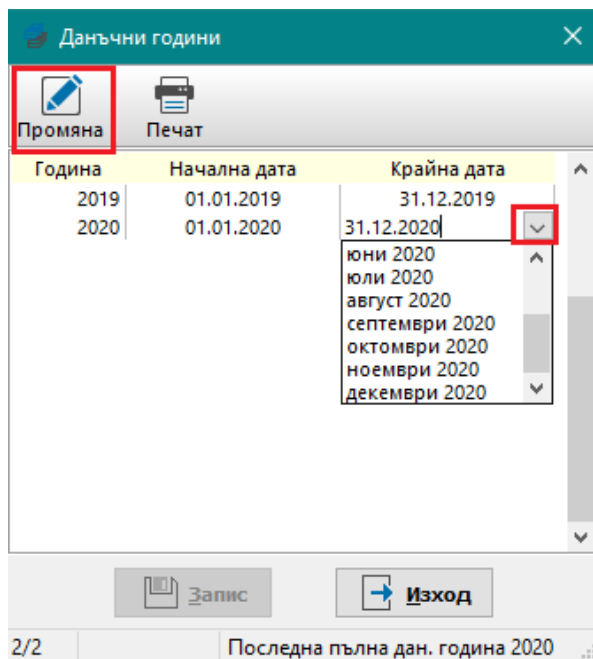 Данъчни години
Промяна Печат
Година Начална дата Крайна дата
2019 01.01.2019 31.12.2019
2020 01.01.2020 31.12.2020
юни 2020
юли 2020
август 2020
септември 2020
октомври 2020
ноември 2020
декември 2020
Запис Изход
2/2 Последна пълна дан. година 2020